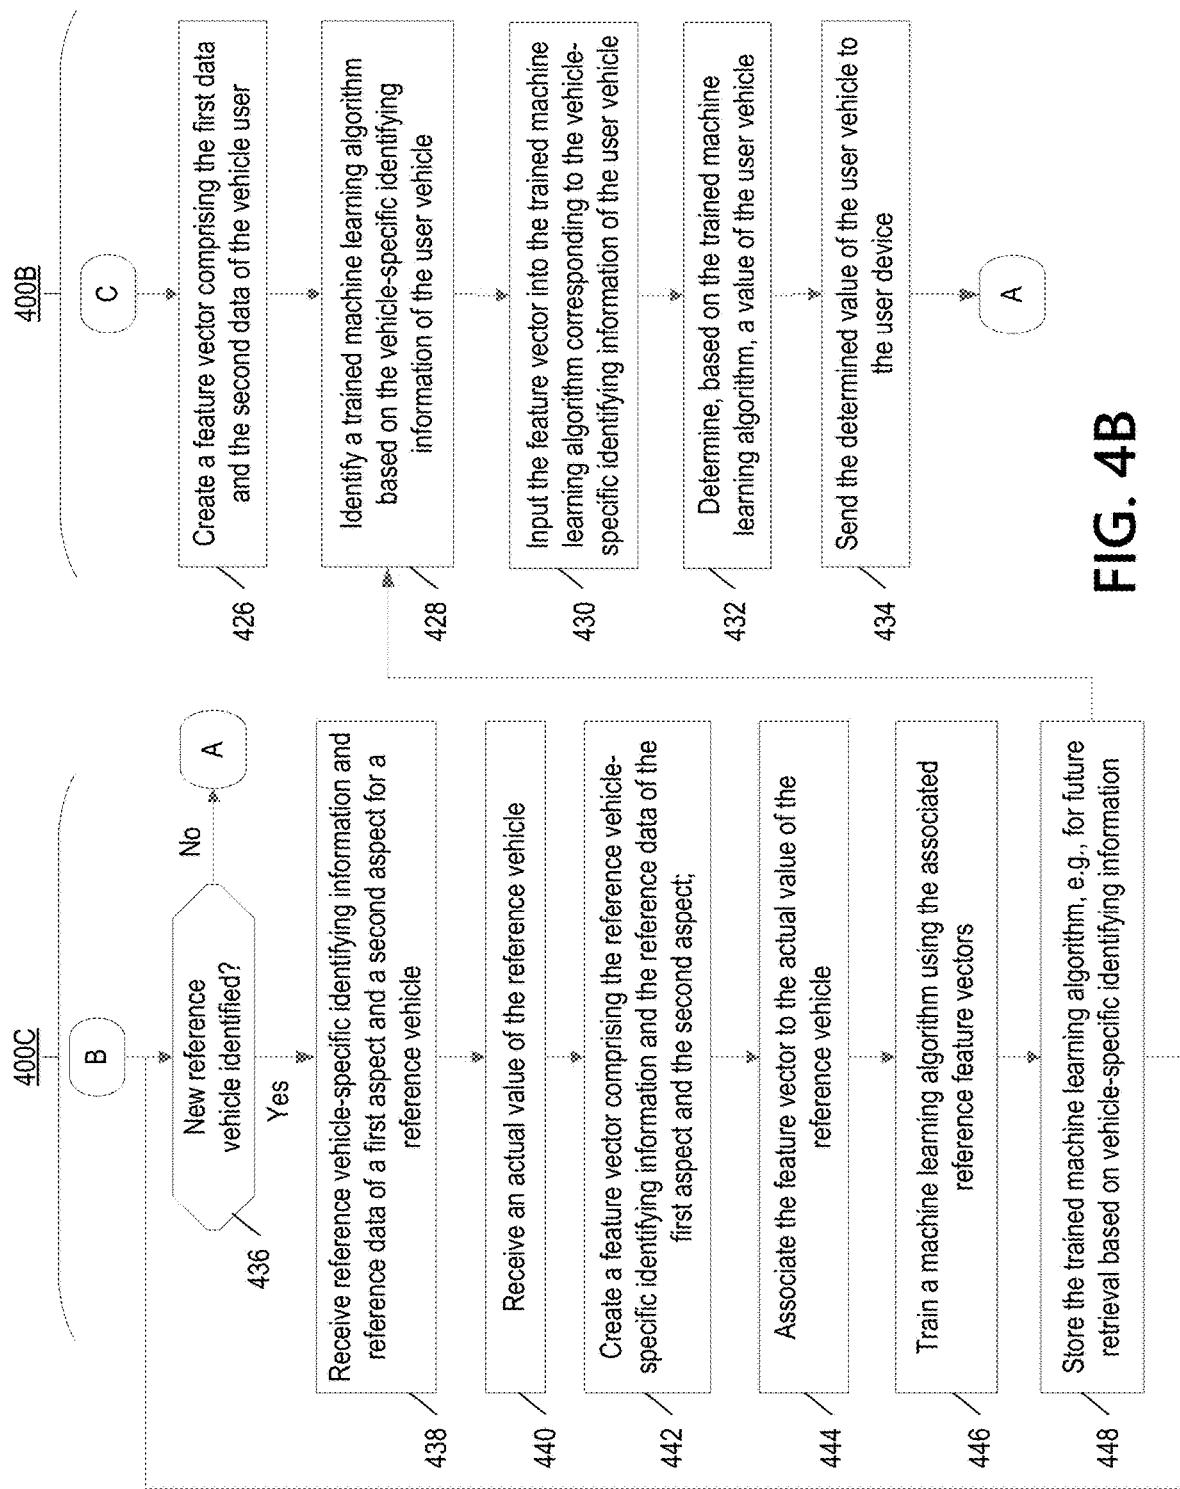 400C
B
New reference
vehicle identified?
436
No
A
Yes
Receive reference vehicle-specific identifying information and
reference data of a first aspect and a second aspect for a
reference vehicle
438
Receive an actual value of the reference vehicle
440
Create a feature vector comprising the reference vehicle-
specific identifying information and the reference data of the
first aspect and the second aspect;
442
Associate the feature vector to the actual value of the
reference vehicle
444
Train a machine learning algorithm using the associated
reference feature vectors
446
Store the trained machine learning algorithm, e.g., for future
retrieval based on vehicle-specific identifying information
448
400B
C
Create a feature vector comprising the first data
and the second data of the vehicle user
426
Identify a trained machine learning algorithm
based on the vehicle-specific identifying
information of the user vehicle
428
Input the feature vector into the trained machine
learning algorithm corresponding to the vehicle-
specific identifying information of the user vehicle
430
Determine, based on the trained machine
learning algorithm, a value of the user vehicle
432
Send the determined value of the user vehicle to
the user device
434
A
FIG. 4B